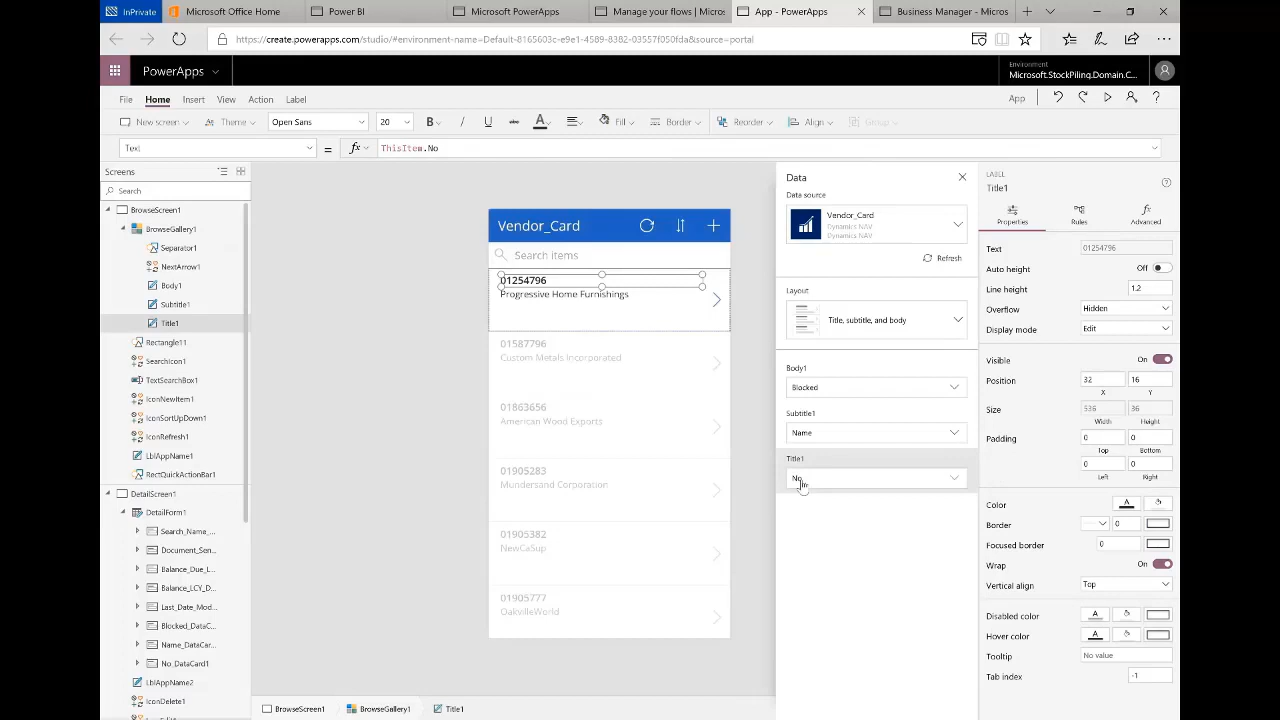 InPrivate
Microsoft Office Home
Power BI
Microsoft PowerApps
Manage your flows | Micros
App - PowerApps
Business Manager - Micros
https://create.powerapps.com/studio/#environment-name=Default-8165603c-e9e1-4589-8382-03557f050fda&source=portal
PowerApps
Environment
Microsoft.StockPiling.Domain.C...
File
Home
Insert
View
Action
Label
App
New screen
Theme
Open Sans
20
B
Fill
Border
Reorder
Align
Group
Text
=
fx
ThisItem.No
Screens
Search
BrowseScreen1
BrowseGallery1
Separator1
NextArrow1
Body1
Subtitle1
Title1
Rectangle11
SearchIcon1
TextSearchBox1
IconNewItem1
IconSortUpDown1
IconRefresh1
LblAppName1
RectQuickActionBar1
DetailScreen1
DetailForm1
Search_Name_...
Document_Sen...
Balance_Due_L...
Balance_LCY_D...
Last_Date_Mod...
Blocked_DataC...
Name_DataCar...
No_DataCard1
LblAppName2
IconDelete1
Vendor_Card
Search items
01254796
Progressive Home Furnishings
01587796
Custom Metals Incorporated
01863656
American Wood Exports
01905283
Mundersand Corporation
01905382
NewCaSup
01905777
OakvilleWorld
BrowseScreen1
BrowseGallery1
Title1
Data
Data source
Vendor_Card
Dynamics NAV
Dynamics NAV
Refresh
Layout
Title, subtitle, and body
Body1
Blocked
Subtitle1
Name
Title1
No
LABEL
Title1
Properties
Rules
Advanced
Text
01254796
Auto height
Off
Line height
1.2
Overflow
Hidden
Display mode
Edit
Visible
On
Position
32
16
X
Y
Size
536
36
Width
Height
Padding
0
0
Top
Bottom
0
0
Left
Right
Color
A
Border
0
Focused border
0
Wrap
On
Vertical align
Top
Disabled color
A
Hover color
A
Tooltip
No value
Tab index
-1